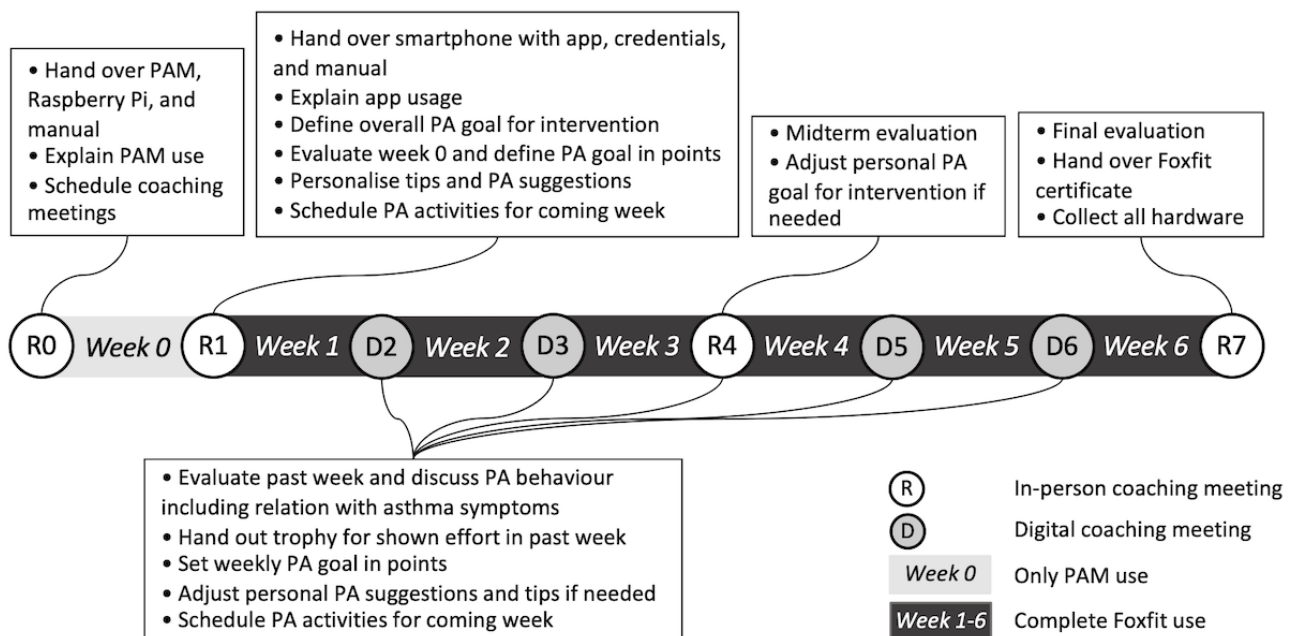 • Hand over PAM,
Raspberry Pi, and
manual
• Explain PAM use
• Schedule coaching
meetings
• Hand over smartphone with app, credentials,
and manual
• Explain app usage
• Define overall PA goal for intervention
• Evaluate week 0 and define PA goal in points
• Personalise tips and PA suggestions
• Schedule PA activities for coming week
• Midterm evaluation
• Adjust personal PA
goal for intervention if
needed
• Final evaluation
• Hand over Foxfit
certificate
• Collect all hardware
R0 Week 0 R1 Week 1 D2 Week 2 D3 Week 3 R4 Week 4 D5 Week 5 D6 Week 6 R7
• Evaluate past week and discuss PA behaviour
including relation with asthma symptoms
• Hand out trophy for shown effort in past week
• Set weekly PA goal in points
• Adjust personal PA suggestions and tips if needed
• Schedule PA activities for coming week
R In-person coaching meeting
D Digital coaching meeting
Week 0 Only PAM use
Week 1-6 Complete Foxfit use